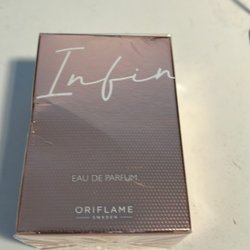 Infin
EAU DE PARFUM
ORIFLAME
SWEDEN